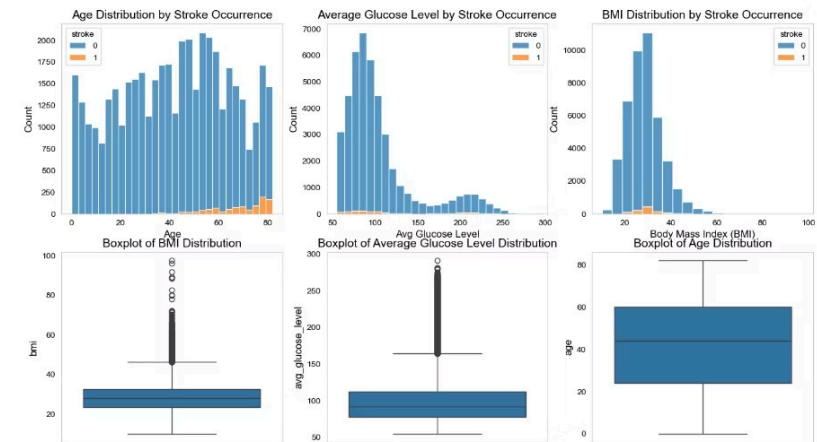 Age Distribution by Stroke Occurrence
stroke
0
1
2000
1750
1500
1250
1000
750
500
250
0
Count
0 20 40 60 80
Age
Average Glucose Level by Stroke Occurrence
stroke
0
1
7000
6000
5000
4000
3000
2000
1000
0
Count
50 100 150 200 250 300
Avg Glucose Level
BMI Distribution by Stroke Occurrence
stroke
0
1
10000
8000
6000
4000
2000
0
Count
20 40 60 80 100
Body Mass Index (BMI)
Boxplot of BMI Distribution
100
80
60
40
20
bmi
Boxplot of Average Glucose Level Distribution
300
250
200
150
100
50
avg_glucose_level
Boxplot of Age Distribution
80
60
40
20
0
age